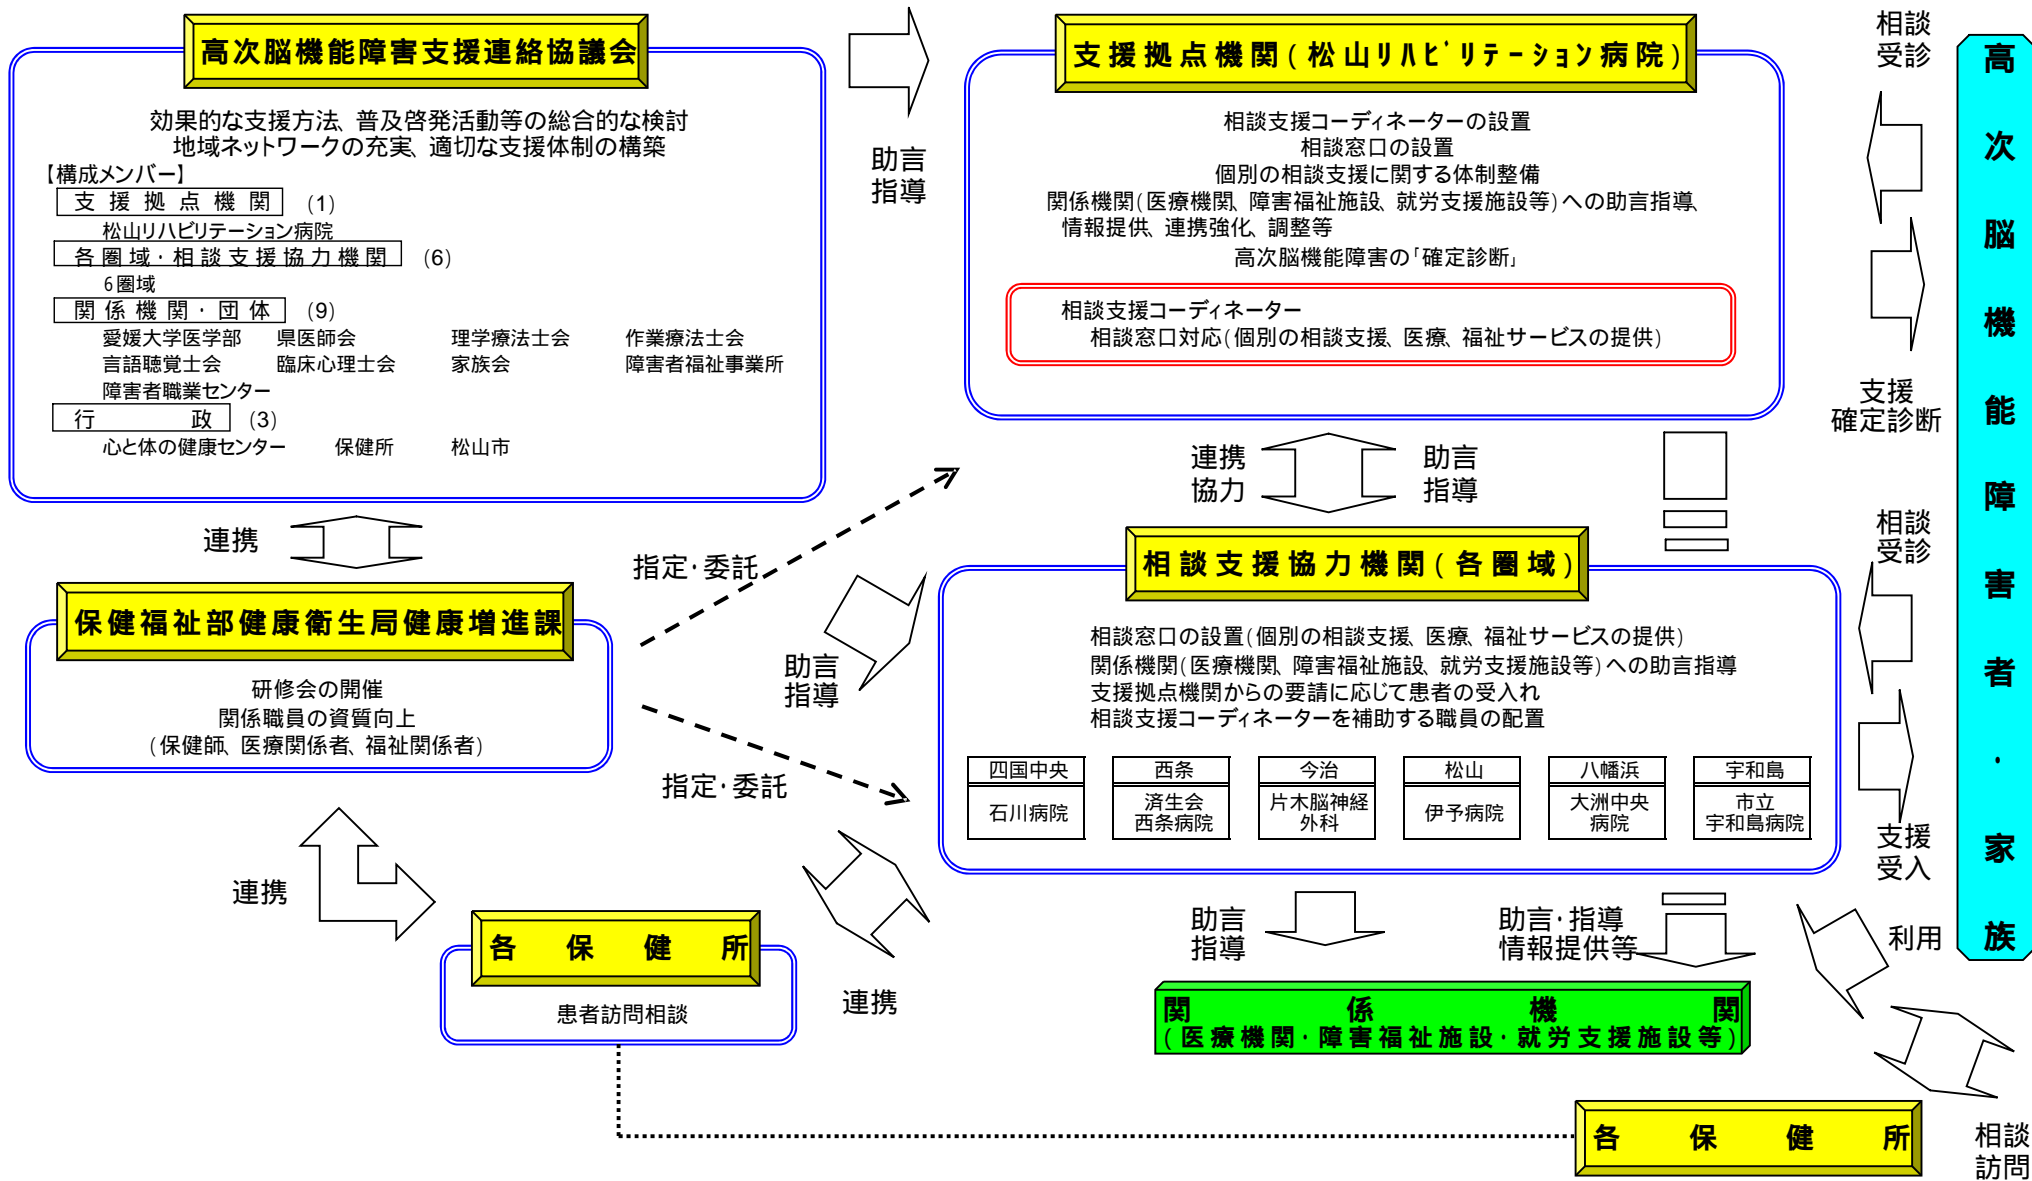 高次脳機能障害支援連絡協議会
効果的な支援方法、普及啓発活動等の総合的な検討
地域ネットワークの充実、適切な支援体制の構築
【構成メンバー】
支援拠点機関 (1)
松山リハビリテーション病院
各圏域・相談支援協力機関 (6)
6圏域
関係機関・団体 (9)
愛媛大学医学部 県医師会 理学療法士会 作業療法士会
言語聴覚士会 臨床心理士会 家族会 障害者福祉事業所
障害者職業センター
行政 (3)
心と体の健康センター 保健所 松山市
助言
指導
支援拠点機関(松山リハビリテーション病院)
相談支援コーディネーターの設置
相談窓口の設置
個別の相談支援に関する体制整備
関係機関(医療機関、障害福祉施設、就労支援施設等)への助言指導、
情報提供、連携強化、調整等
高次脳機能障害の「確定診断」
相談支援コーディネーター
相談窓口対応(個別の相談支援、医療、福祉サービスの提供)
相談
受診
支援
確定診断
高次脳機能障害者・家族
連携
協力
助言
指導
連携
指定・委託
保健福祉部健康衛生局健康増進課
研修会の開催
関係職員の資質向上
(保健師、医療関係者、福祉関係者)
助言
指導
指定・委託
相談支援協力機関(各圏域)
相談窓口の設置(個別の相談支援、医療、福祉サービスの提供)
関係機関(医療機関、障害福祉施設、就労支援施設等)への助言指導
支援拠点機関からの要請に応じて患者の受入れ
相談支援コーディネーターを補助する職員の配置
四国中央 西条 今治 松山 八幡浜 宇和島
石川病院
済生会
西条病院
片木脳神経
外科
伊予病院
大洲中央
病院
市立
宇和島病院
相談
受診
支援
受入
連携
各保健所
患者訪問相談
連携
助言
指導
助言・指導
情報提供等
利用
関係機関
(医療機関・障害福祉施設・就労支援施設等)
各保健所
相談
訪問